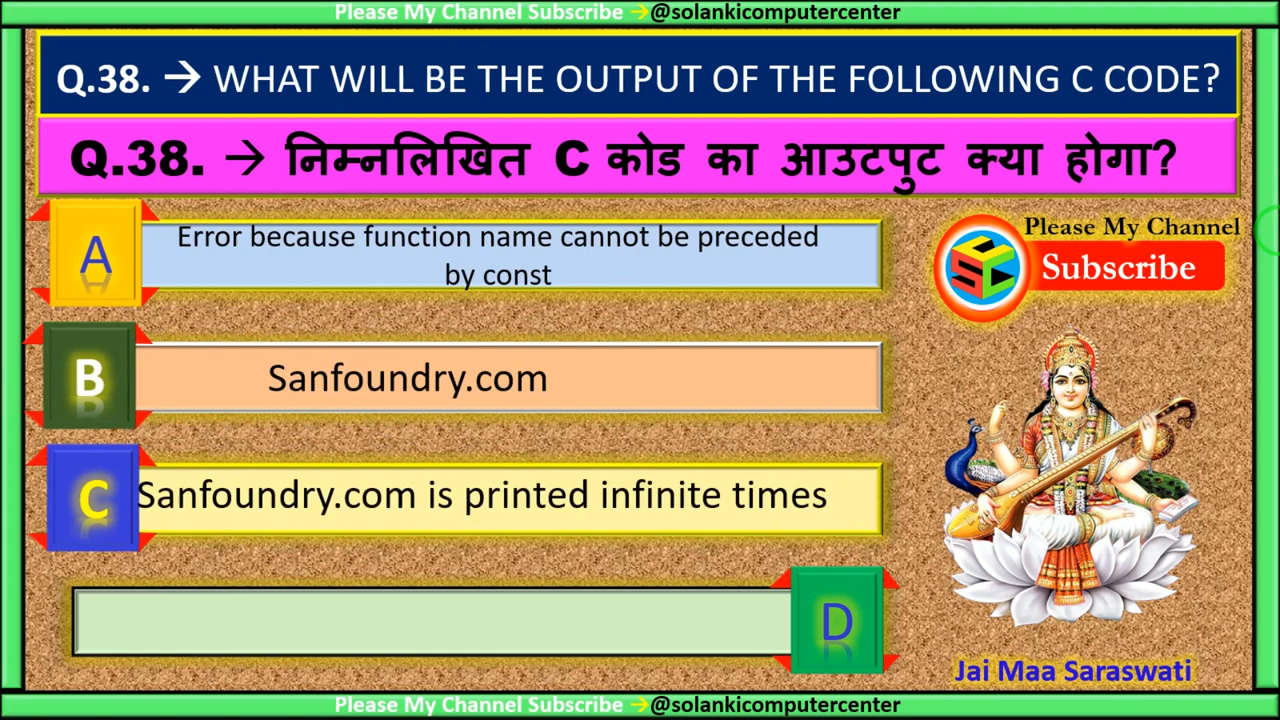 Please My Channel Subscribe →@solankicomputercenter
Q.38. → WHAT WILL BE THE OUTPUT OF THE FOLLOWING C CODE?
Q.38. → निम्नलिखित C कोड का आउटपुट क्या होगा?
A
Error because function name cannot be preceded
by const
Please My Channel
SCC
Subscribe
B
Sanfoundry.com
C
Sanfoundry.com is printed infinite times
D
Jai Maa Saraswati
Please My Channel Subscribe →@solankicomputercenter